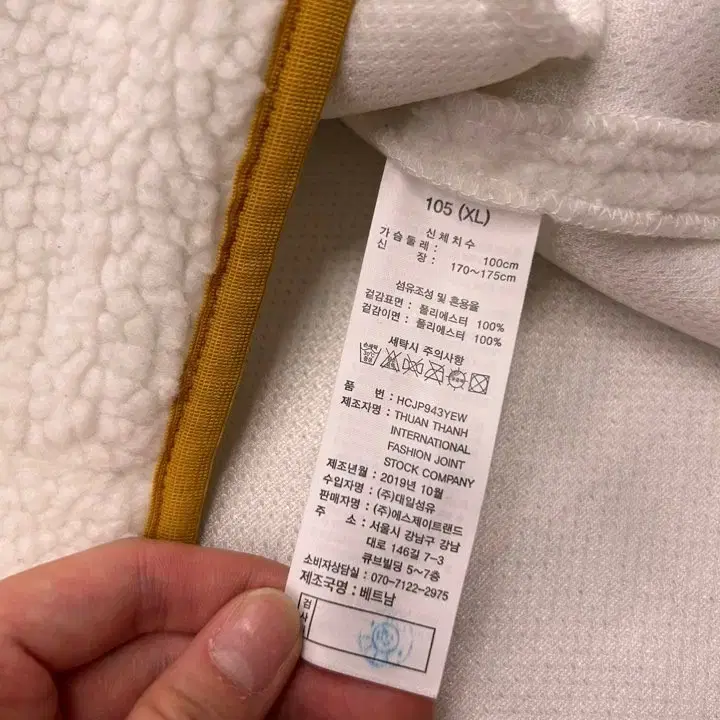 105 (XL)
신체치수
가슴둘레 : 100cm
신 장 : 170~175cm
섬유조성 및 혼용율
겉감표면 : 폴리에스터 100%
겉감이면 : 폴리에스터 100%
세탁시 주의사항
품 번 : HCJP943YEW
제조자명 : THUAN THANH
INTERNATIONAL
FASHION JOINT
STOCK COMPANY
제조년월 : 2019년 10월
수입자명 : (주)대일섬유
판매자명 : (주)에스제이트랜드
주 소 : 서울시 강남구 강남
대로 146길 7-3
큐브빌딩 5~7층
소비자상담실 : 070-7122-2975
제조국명 : 베트남
검